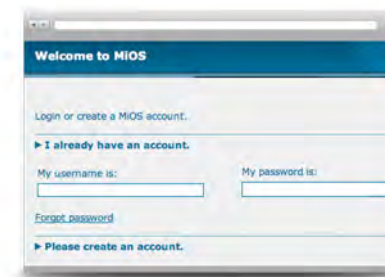 Welcome to MiOS
Login or create a MiOS account.
▶ I already have an account.
My username is:
My password is:
Forgot password
▶ Please create an account.